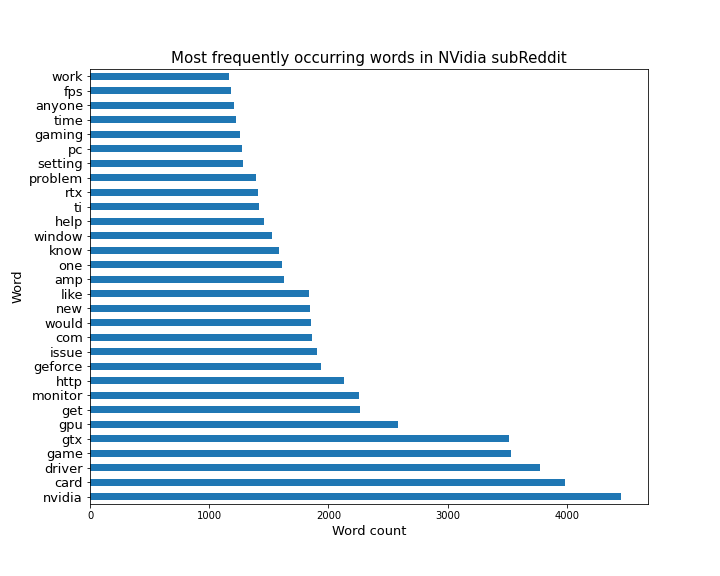 Most frequently occurring words in NVidia subReddit
work
fps
anyone
time
gaming
pc
setting
problem
rtx
ti
help
window
know
one
amp
like
new
would
com
issue
geforce
http
monitor
get
gpu
gtx
game
driver
card
nvidia
Word
0 1000 2000 3000 4000
Word count